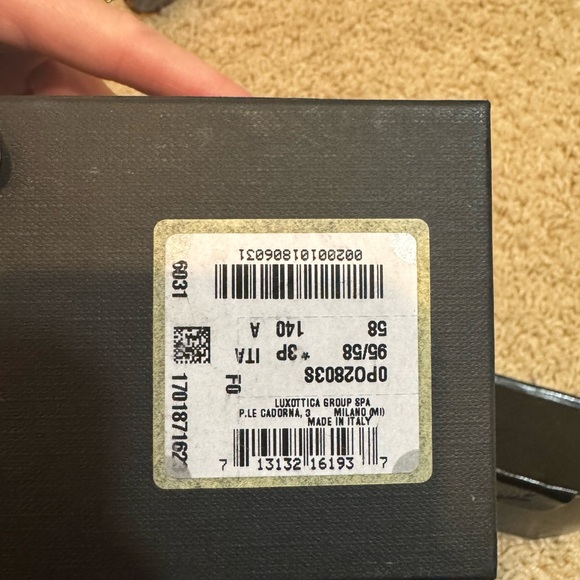 7 13132 16193 7
LUXOTTICA GROUP SPA
P.LE CADORNA, 3 MILANO (MI)
MADE IN ITALY
0PO2803S F0
95/58 * 3P ITA
58 140 A
00200101806031
6031
170187162